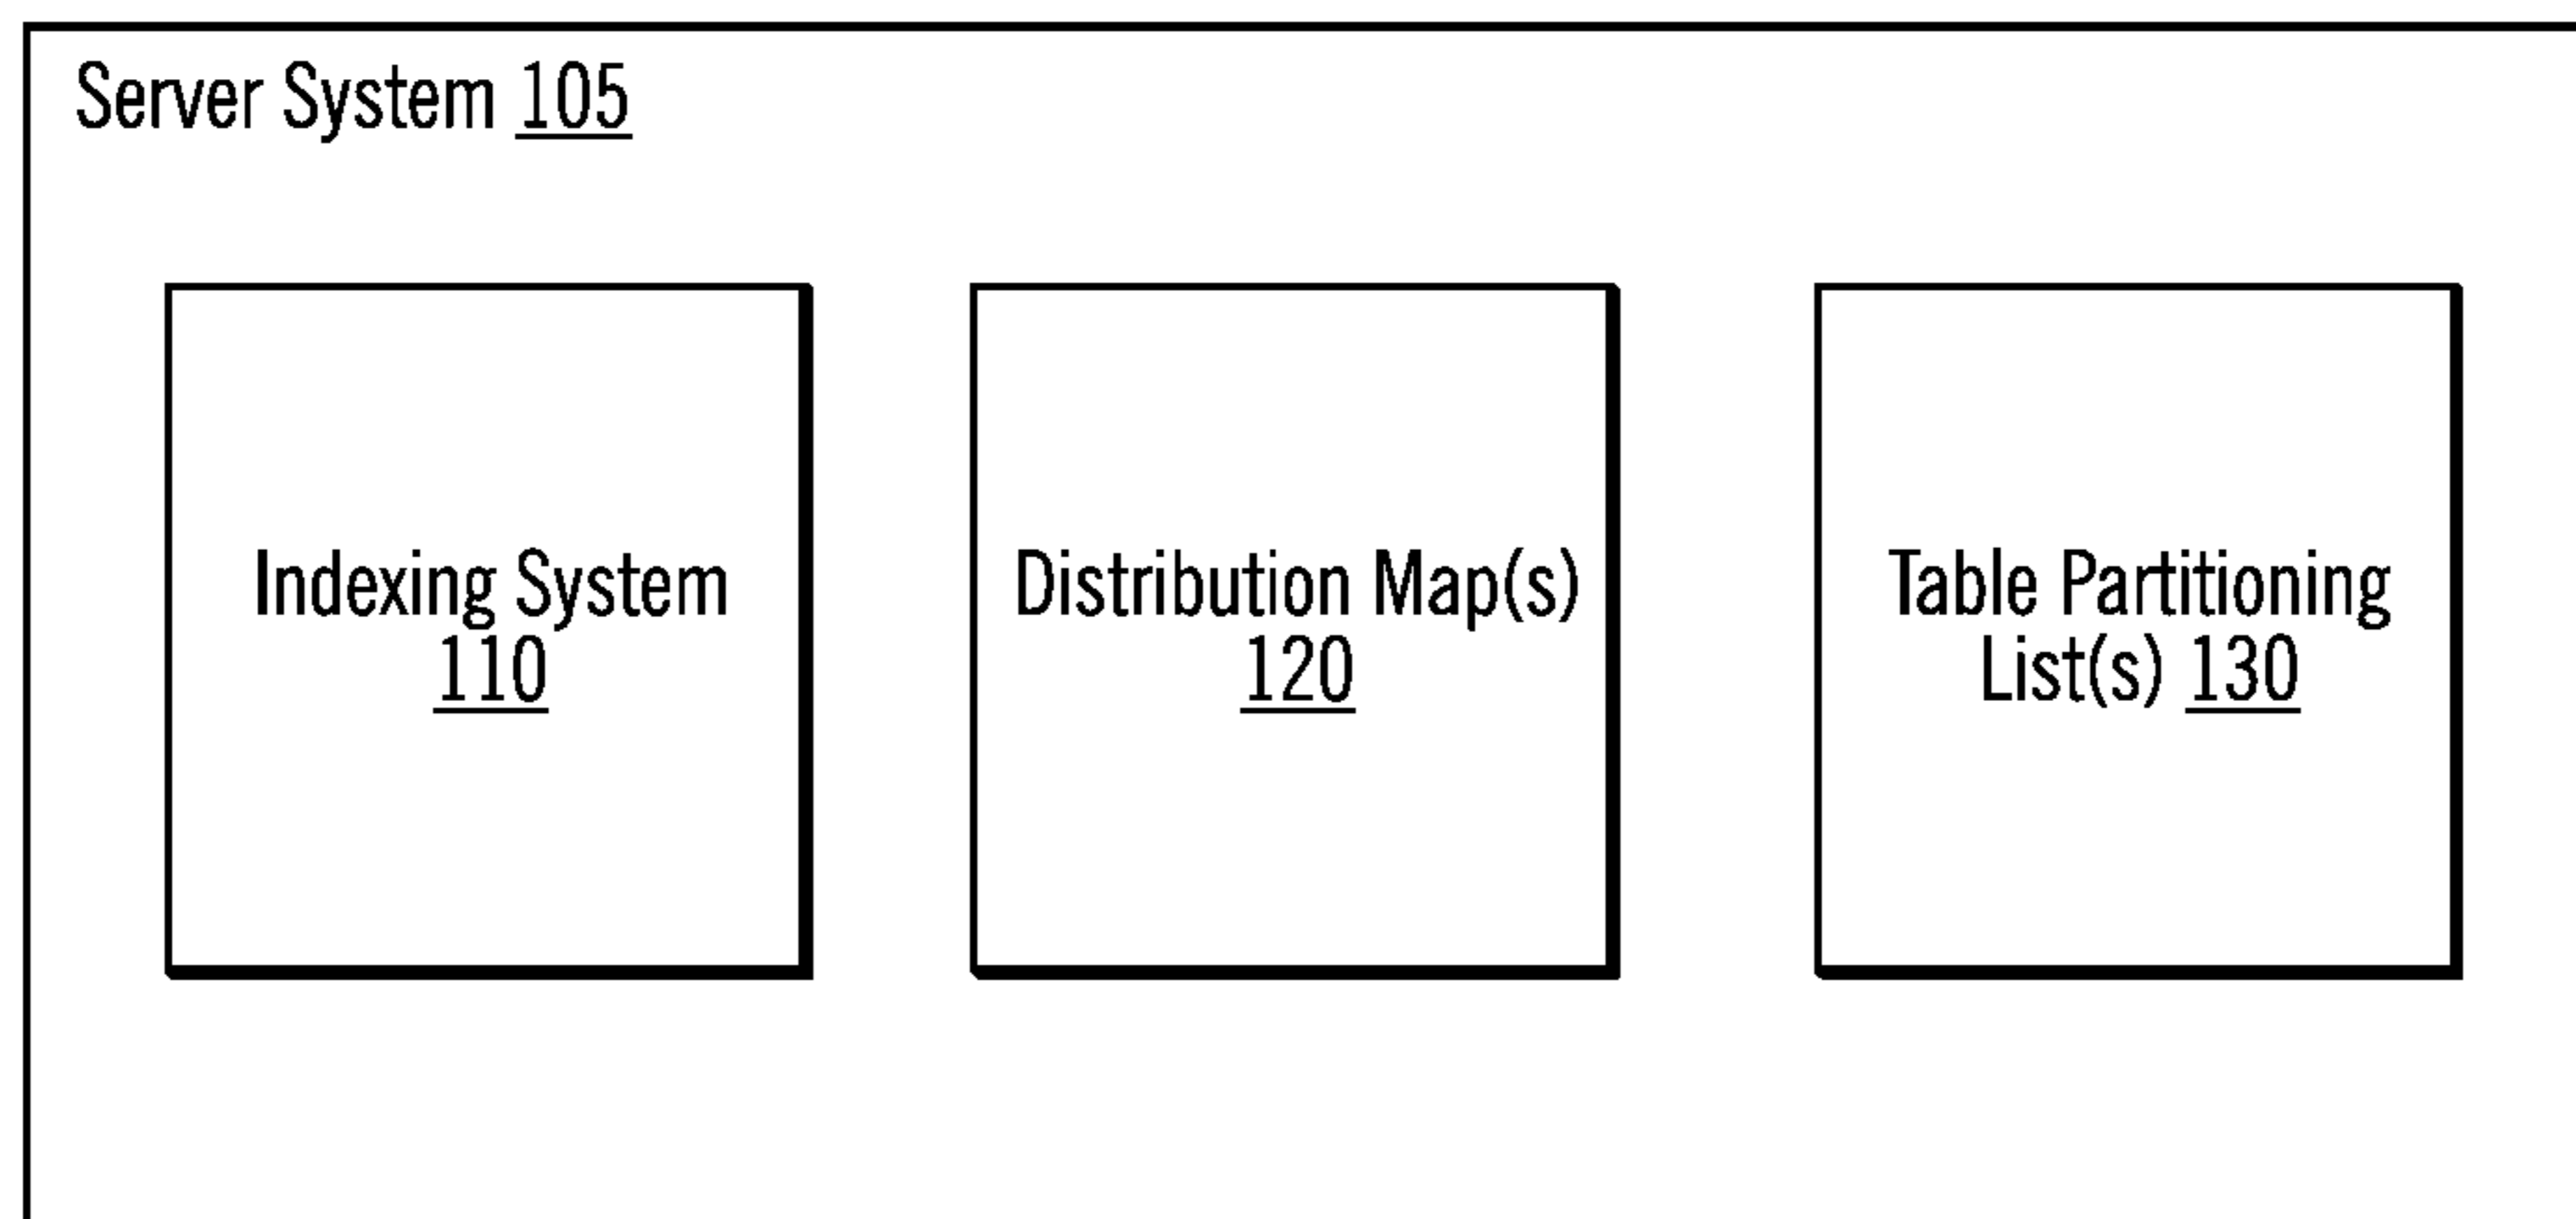 Server System 105
Indexing System
110
Distribution Map(s)
120
Table Partitioning
List(s) 130